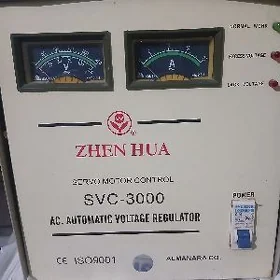 NORMAL WORK
V
A
ZHEN HUA
SERVO MOTOR CONTROL
SVC-3000
AC. AUTOMATIC VOLTAGE REGULATOR
POWER
CE ISO9001
ALMANARA CO.